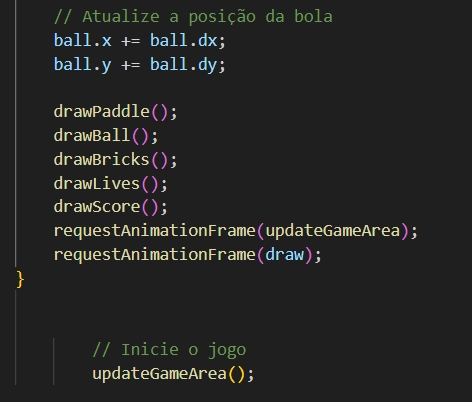 // Atualize a posição da bola
ball.x += ball.dx;
ball.y += ball.dy;
drawPaddle();
drawBall();
drawBricks();
drawLives();
drawScore();
requestAnimationFrame(updateGameArea);
requestAnimationFrame(draw);
}
// Inicie o jogo
updateGameArea();